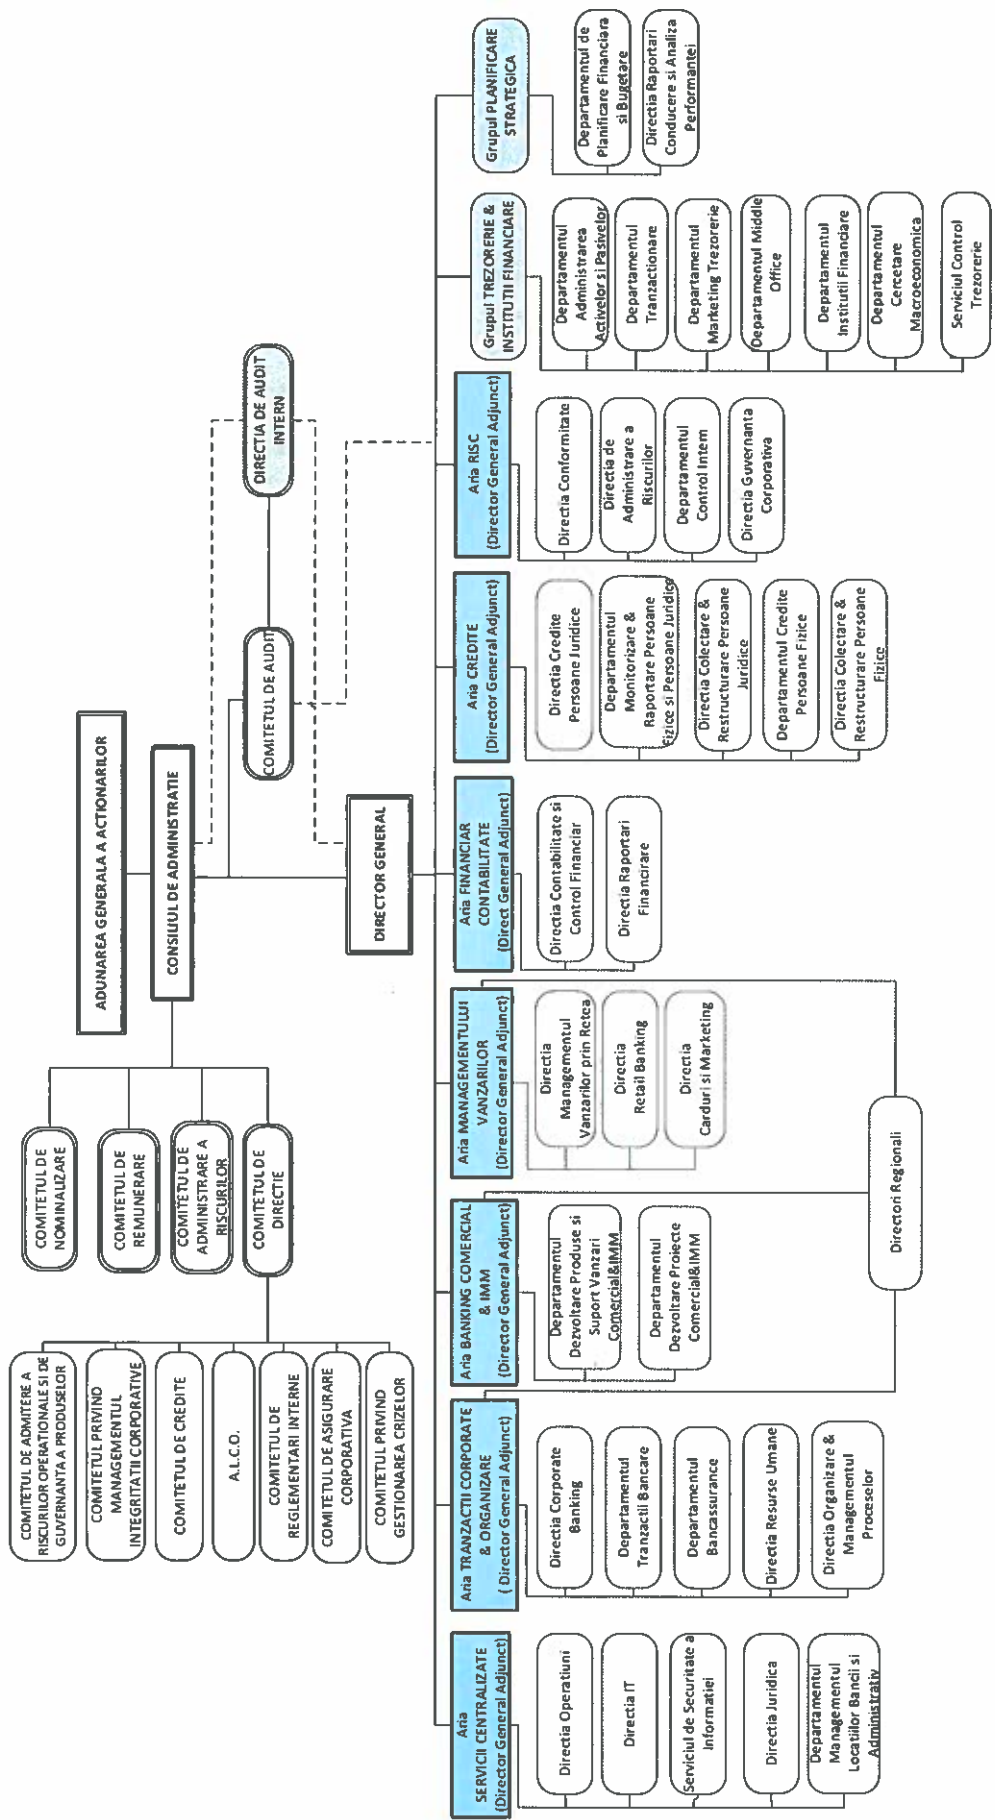 ADUNAREA GENERALA A ACTIONARILOR
CONSILIUL DE ADMINISTRATIE
COMITETUL DE
NOMINALIZARE
COMITETUL DE
REMUNERARE
COMITETUL DE
ADMINISTRARE A
RISCURILOR
COMITETUL DE
DIRECTIE
COMITETUL DE ADMITERE A
RISCURILOR OPERATIONALE SI DE
GUVERNANTA A PRODUSELOR
COMITETUL PRIVIND
MANAGEMENTUL
INTEGRITATII CORPORATIVE
COMITETUL DE CREDITE
A.L.C.O.
COMITETUL DE
REGLEMENTARI INTERNE
COMITETUL DE ASIGURARE
CORPORATIVA
COMITETUL PRIVIND
GESTIONAREA CRIZELOR
COMITETUL DE AUDIT
DIRECTIA DE AUDIT
INTERN
DIRECTOR GENERAL
Aria
SERVICII CENTRALIZATE
(Director General Adjunct)
Directia Operatiuni
Directia IT
Serviciul de Securitate a
Informatiei
Directia Juridica
Departamentul
Managementul
Locatiilor Bancii si
Administrativ
Aria TRANZACTII CORPORATE
& ORGANIZARE
( Director General Adjunct)
Directia Corporate
Banking
Departamentul
Tranzactii Bancare
Departamentul
Bancassurance
Directia Resurse Umane
Directia Organizare &
Managementul
Proceselor
Aria BANKING COMERCIAL
& IMM
(Director General Adjunct)
Departamentul
Dezvoltare Produse si
Suport Vanzari
Comercial&IMM
Departamentul
Dezvoltare Proiecte
Comercial&IMM
Aria MANAGEMENTULUI
VANZARILOR
(Director General Adjunct)
Directia
Managementul
Vanzarilor prin Retea
Directia
Retail Banking
Directia
Carduri si Marketing
Directori Regionali
Aria FINANCIAR
CONTABILITATE
(Direct General Adjunct)
Directia Contabilitate si
Control Financiar
Directia Raportari
Financirare
Aria CREDITE
(Director General Adjunct)
Directia Credite
Persoane Juridice
Departamentul
Monitorizare &
Raportare Persoane
Fizice si Persoane Juridice
Directia Colectare &
Restructurare Persoane
Juridice
Departamentul Credite
Persoane Fizice
Directia Colectare &
Restructurare Persoane
Fizice
Aria RISC
(Director General Adjunct)
Directia Conformitate
Directia de
Administrare a
Riscurilor
Departamentul
Control Intern
Directia Guvernanta
Corporativa
Grupul TREZORERIE &
INSTITUTII FINANCIARE
Departamentul
Administrarea
Activelor si Pasivelor
Departamentul
Tranzactionare
Departamentul
Marketing Trezorerie
Departamentul Middle
Office
Departamentul
Institutii Financiare
Departamentul
Cercetare
Macroeconomica
Serviciul Control
Trezorerie
Grupul PLANIFICARE
STRATEGICA
Departamentul de
Planificare Financiara
si Bugetare
Directia Raportari
Conducere si Analiza
Performantei